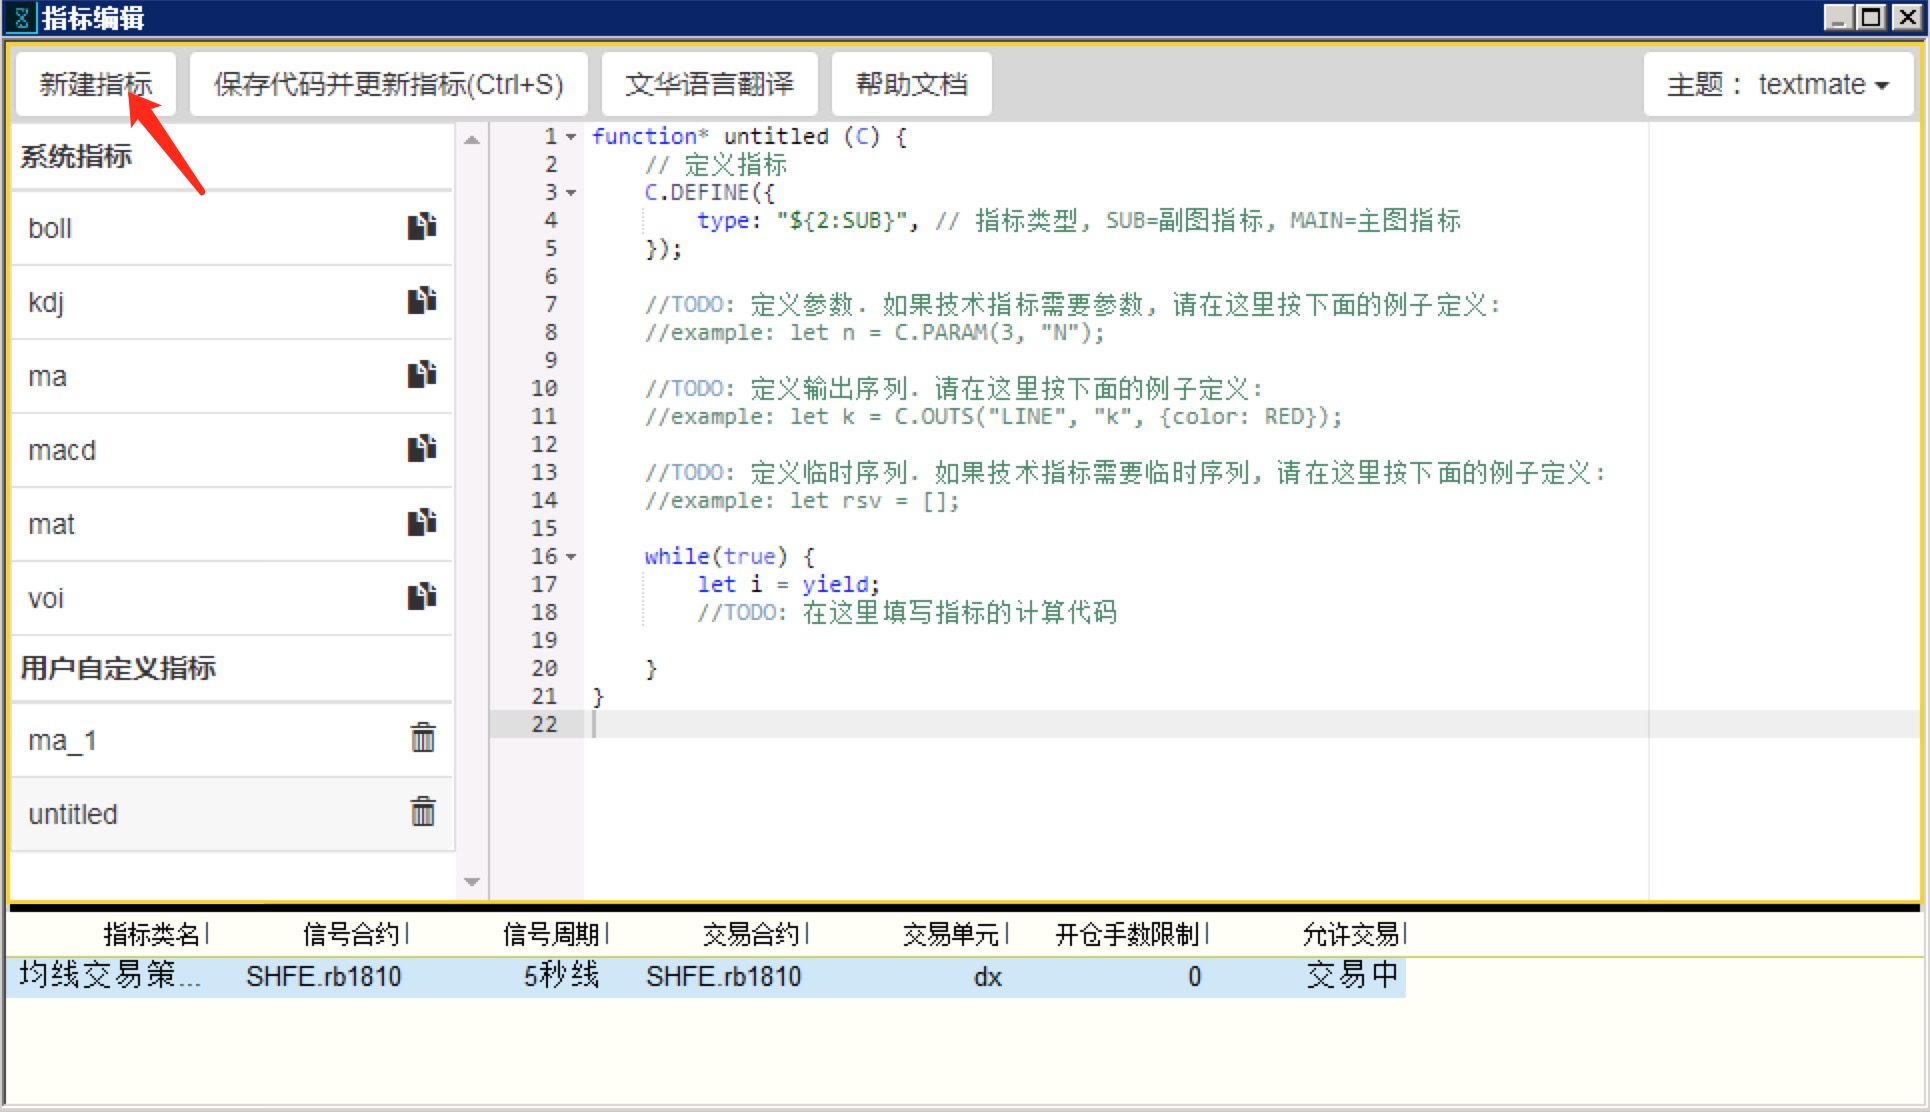 指标编辑
新建指标 保存代码并更新指标(Ctrl+S) 文华语言翻译 帮助文档 主题： textmate
系统指标
boll
kdj
ma
macd
mat
voi
用户自定义指标
ma_1
untitled
1 function* untitled (C) {
2 // 定义指标
3 C.DEFINE({
4 type: "${2:SUB}", // 指标类型, SUB=副图指标, MAIN=主图指标
5 });
6
7 //TODO: 定义参数. 如果技术指标需要参数, 请在这里按下面的例子定义:
8 //example: let n = C.PARAM(3, "N");
9
10 //TODO: 定义输出序列. 请在这里按下面的例子定义:
11 //example: let k = C.OUTS("LINE", "k", {color: RED});
12
13 //TODO: 定义临时序列. 如果技术指标需要临时序列, 请在这里按下面的例子定义:
14 //example: let rsv = [];
15
16 while(true) {
17 let i = yield;
18 //TODO: 在这里填写指标的计算代码
19
20 }
21 }
22
指标类名 信号合约 信号周期 交易合约 交易单元 开仓手数限制 允许交易
均线交易策... SHFE.rb1810 5秒线 SHFE.rb1810 dx 0 交易中